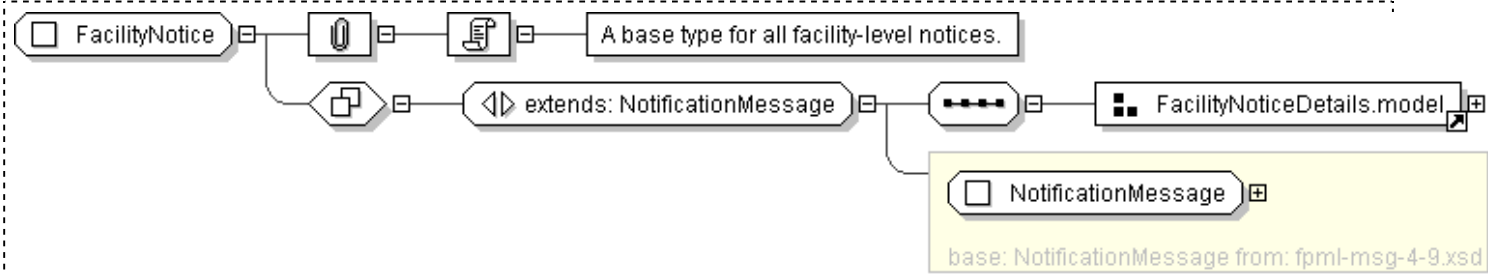 FacilityNotice
A base type for all facility-level notices.
extends: NotificationMessage
FacilityNoticeDetails.model
NotificationMessage
base: NotificationMessage from: fpml-msg-4-9.xsd